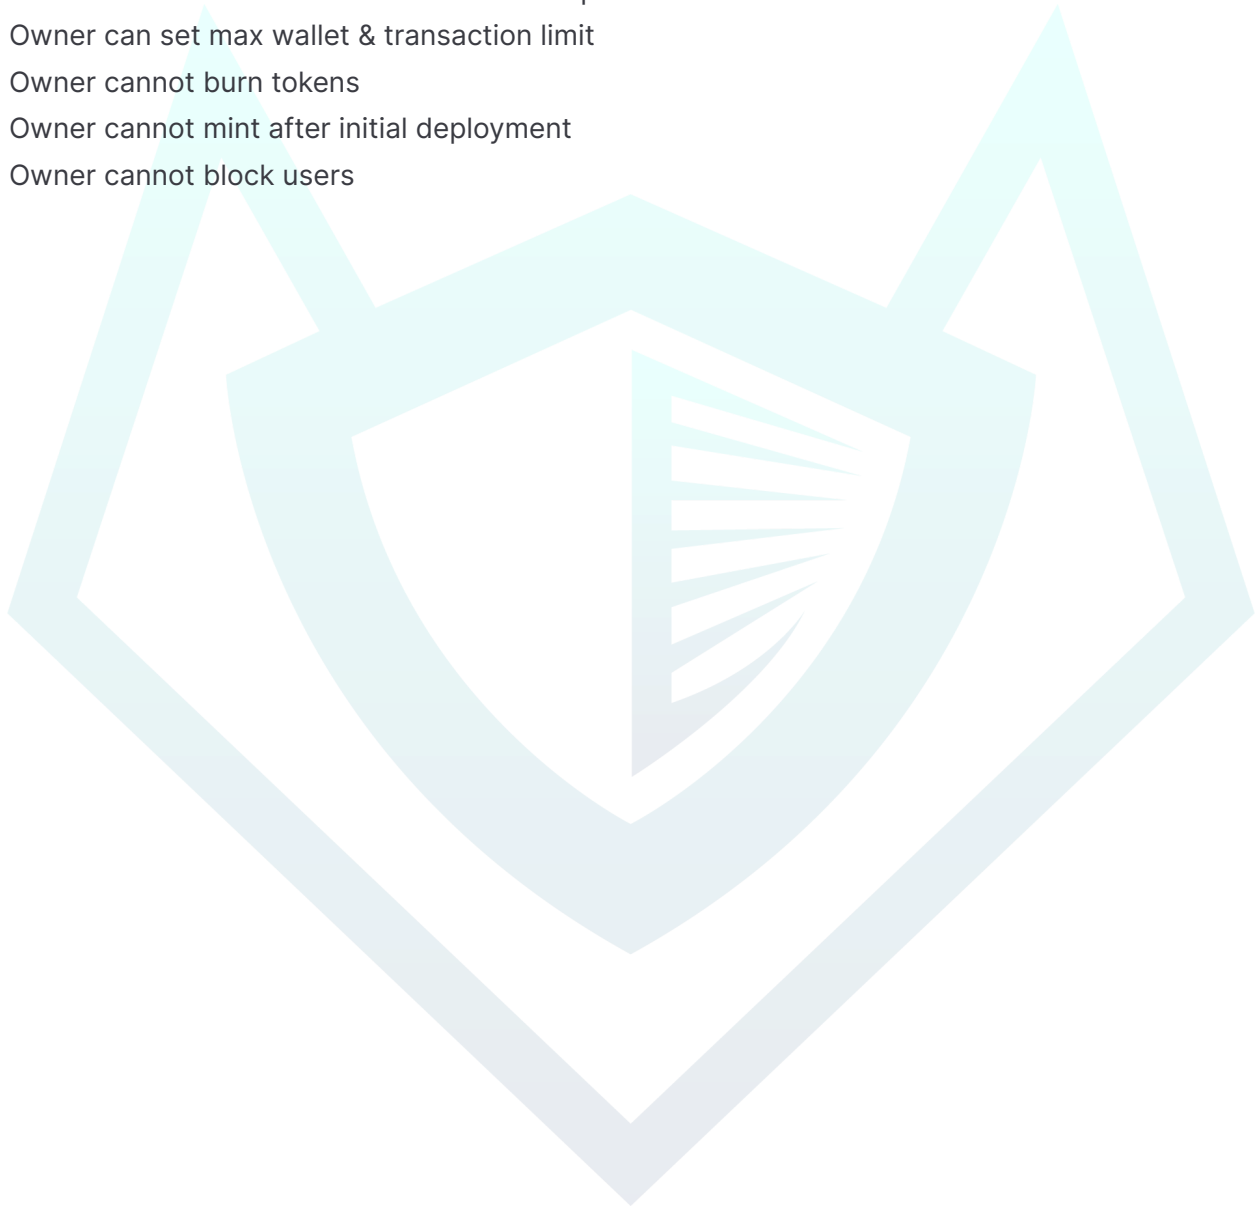 Owner can set max wallet & transaction limit
Owner cannot burn tokens
Owner cannot mint after initial deployment
Owner cannot block users